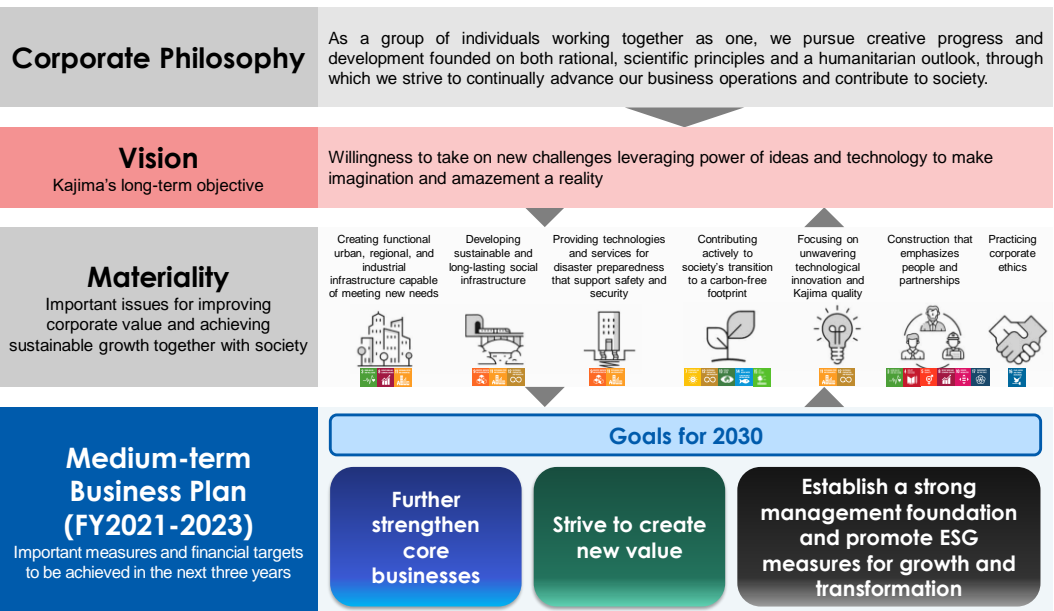 Corporate Philosophy
As a group of individuals working together as one, we pursue creative progress and
development founded on both rational, scientific principles and a humanitarian outlook, through
which we strive to continually advance our business operations and contribute to society.
Vision
Kajima's long-term objective
Willingness to take on new challenges leveraging power of ideas and technology to make
imagination and amazement a reality
Materiality
Important issues for improving
corporate value and achieving
sustainable growth together with society
Creating functional
urban, regional, and
industrial
infrastructure capable
of meeting new needs
Developing
sustainable and
long-lasting social
infrastructure
Providing technologies
and services for
disaster preparedness
that support safety and
security
Contributing
actively to
society's transition
to a carbon-free
footprint
Focusing on
unwavering
technological
innovation and
Kajima quality
Construction that
emphasizes
people and
partnerships
Practicing
corporate
ethics
Medium-term
Business Plan
(FY2021-2023)
Important measures and financial targets
to be achieved in the next three years
Goals for 2030
Further
strengthen
core
businesses
Strive to create
new value
Establish a strong
management foundation
and promote ESG
measures for growth and
transformation